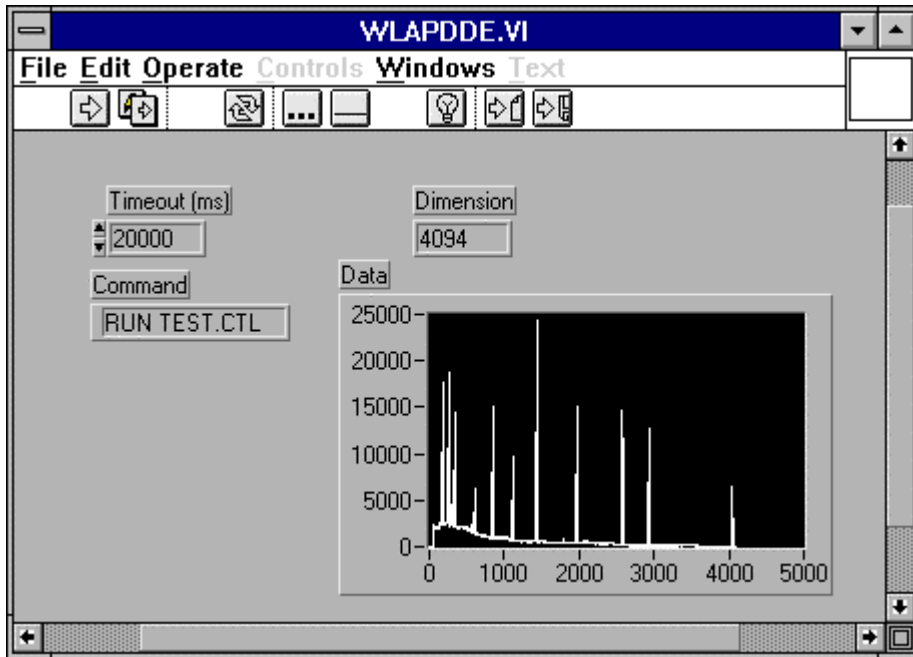 WLAPDDE.VI
File Edit Operate Controls Windows Text
Timeout (ms)
20000
Dimension
4094
Command
RUN TEST.CTL
Data
25000
20000
15000
10000
5000
0
0 1000 2000 3000 4000 5000